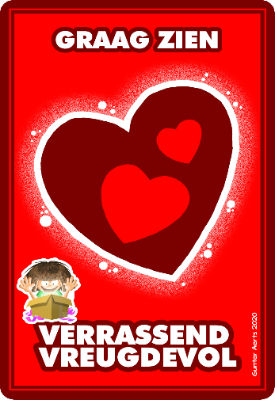 GRAAG ZIEN
VERRASSEND
VREUGDEVOL
Gunter Aerts 2020